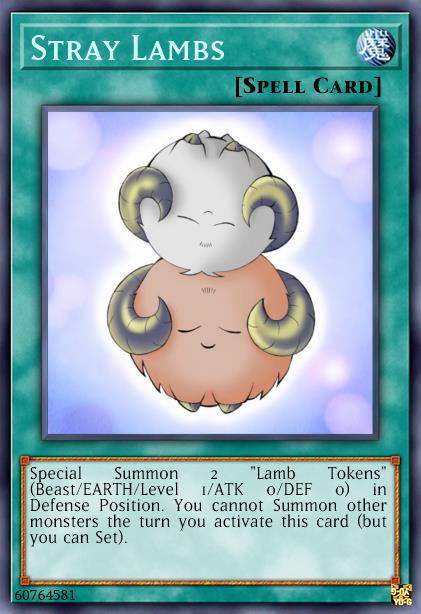 Stray Lambs
魔
[Spell Card]
Special Summon 2 "Lamb Tokens"
(Beast/EARTH/Level 1/ATK 0/DEF 0) in
Defense Position. You cannot Summon other
monsters the turn you activate this card (but
you can Set).
60764581